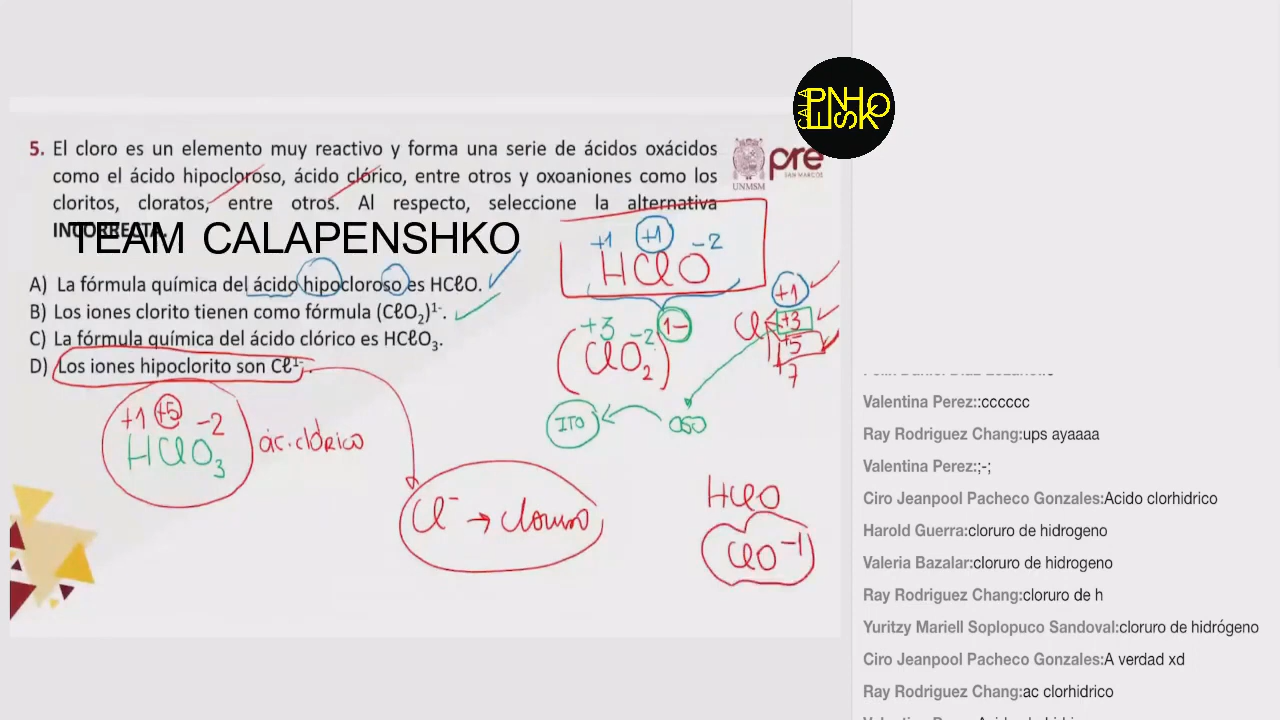 5. El cloro es un elemento muy reactivo y forma una serie de ácidos oxácidos
como el ácido hipocloroso, ácido clórico, entre otros y oxoaniones como los
cloritos, cloratos, entre otros. Al respecto, seleccione la alternativa
INCORRECTA.
TEAM CALAPENSHKO
A) La fórmula química del ácido hipocloroso es HCℓO.
B) Los iones clorito tienen como fórmula (CℓO₂)¹⁻.
C) La fórmula química del ácido clórico es HCℓO₃.
D) Los iones hipoclorito son Cℓ¹⁻.
UNMSM
pre
SAN MARCOS
CALA
PENHSKO
+1 +1 -2
HClO
+3 -2 1-
(ClO₂)
Cl
+1
+3
+5
+7
ITO
OSO
+1 +5 -2
HClO₃
ác. clórico
Cl⁻ → cloruro
HClO
ClO⁻¹
Valentina Perez::cccccc
Ray Rodriguez Chang:ups ayaaaa
Valentina Perez:;-;
Ciro Jeanpool Pacheco Gonzales:Acido clorhidrico
Harold Guerra:cloruro de hidrogeno
Valeria Bazalar:cloruro de hidrogeno
Ray Rodriguez Chang:cloruro de h
Yuritzy Mariell Soplopuco Sandoval:cloruro de hidrógeno
Ciro Jeanpool Pacheco Gonzales:A verdad xd
Ray Rodriguez Chang:ac clorhidrico